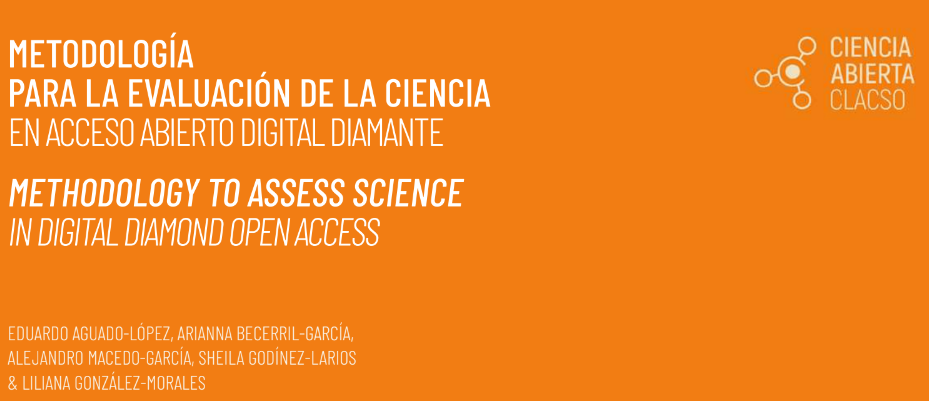 METODOLOGÍA
PARA LA EVALUACIÓN DE LA CIENCIA
EN ACCESO ABIERTO DIGITAL DIAMANTE
METHODOLOGY TO ASSESS SCIENCE
IN DIGITAL DIAMOND OPEN ACCESS
EDUARDO AGUADO-LÓPEZ, ARIANNA BECERRIL-GARCÍA,
ALEJANDRO MACEDO-GARCÍA, SHEILA GODÍNEZ-LARIOS
& LILIANA GONZÁLEZ-MORALES
CIENCIA
ABIERTA
CLACSO